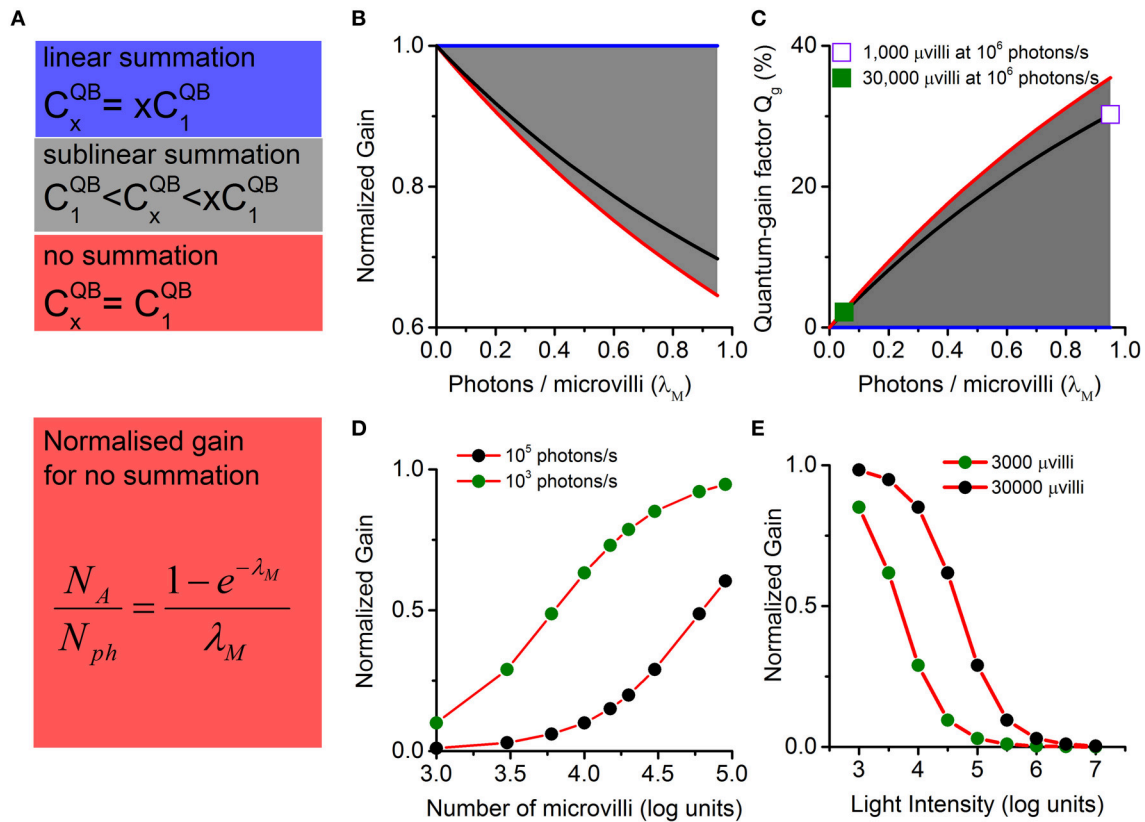 A
linear summation
C_x^QB = xC_1^QB
sublinear summation
C_1^QB<C_x^QB<xC_1^QB
no summation
C_x^QB = C_1^QB
Normalised gain
for no summation
N_A / N_ph = (1 − e^−λ_M) / λ_M
B
1.0
0.8
0.6
Normalized Gain
0.0 0.2 0.4 0.6 0.8 1.0
Photons / microvilli (λ_M)
C
40
20
0
Quantum-gain factor Q_g (%)
1,000 μvilli at 10^6 photons/s
30,000 μvilli at 10^6 photons/s
0.0 0.2 0.4 0.6 0.8 1.0
Photons / microvilli (λ_M)
D
10^5 photons/s
10^3 photons/s
1.0
0.5
0.0
Normalized Gain
3.0 3.5 4.0 4.5 5.0
Number of microvilli (log units)
E
3000 μvilli
30000 μvilli
1.0
0.5
0.0
Normalized Gain
3 4 5 6 7
Light Intensity (log units)